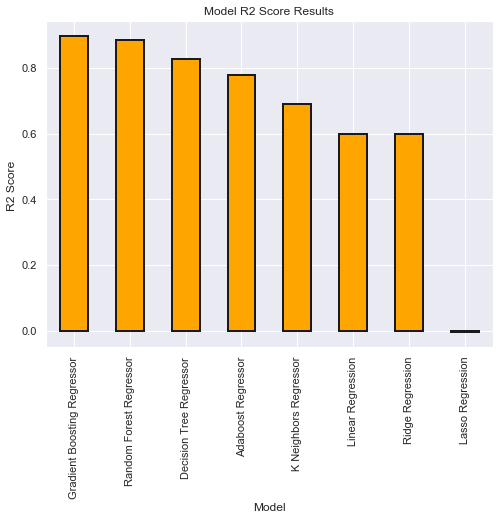 Model R2 Score Results
R2 Score
0.8
0.6
0.4
0.2
0.0
Gradient Boosting Regressor
Random Forest Regressor
Decision Tree Regressor
Adaboost Regressor
K Neighbors Regressor
Linear Regression
Ridge Regression
Lasso Regression
Model